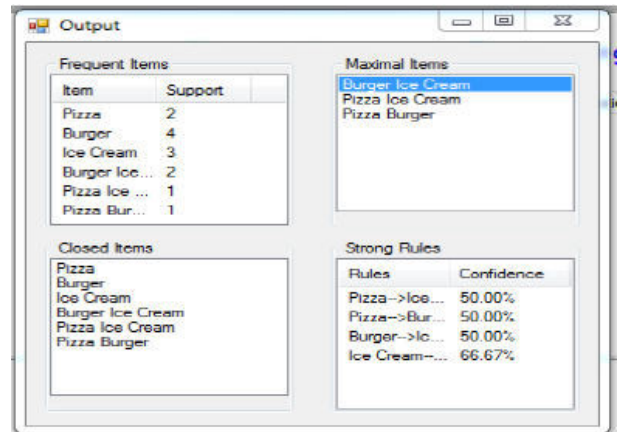 Output
Frequent Items
Item Support
Pizza 2
Burger 4
Ice Cream 3
Burger Ice... 2
Pizza Ice ... 1
Pizza Bur... 1
Maximal Items
Burger Ice Cream
Pizza Ice Cream
Pizza Burger
Closed Items
Pizza
Burger
Ice Cream
Burger Ice Cream
Pizza Ice Cream
Pizza Burger
Strong Rules
Rules Confidence
Pizza-->Ice... 50.00%
Pizza-->Bur... 50.00%
Burger-->Ic... 50.00%
Ice Cream--... 66.67%